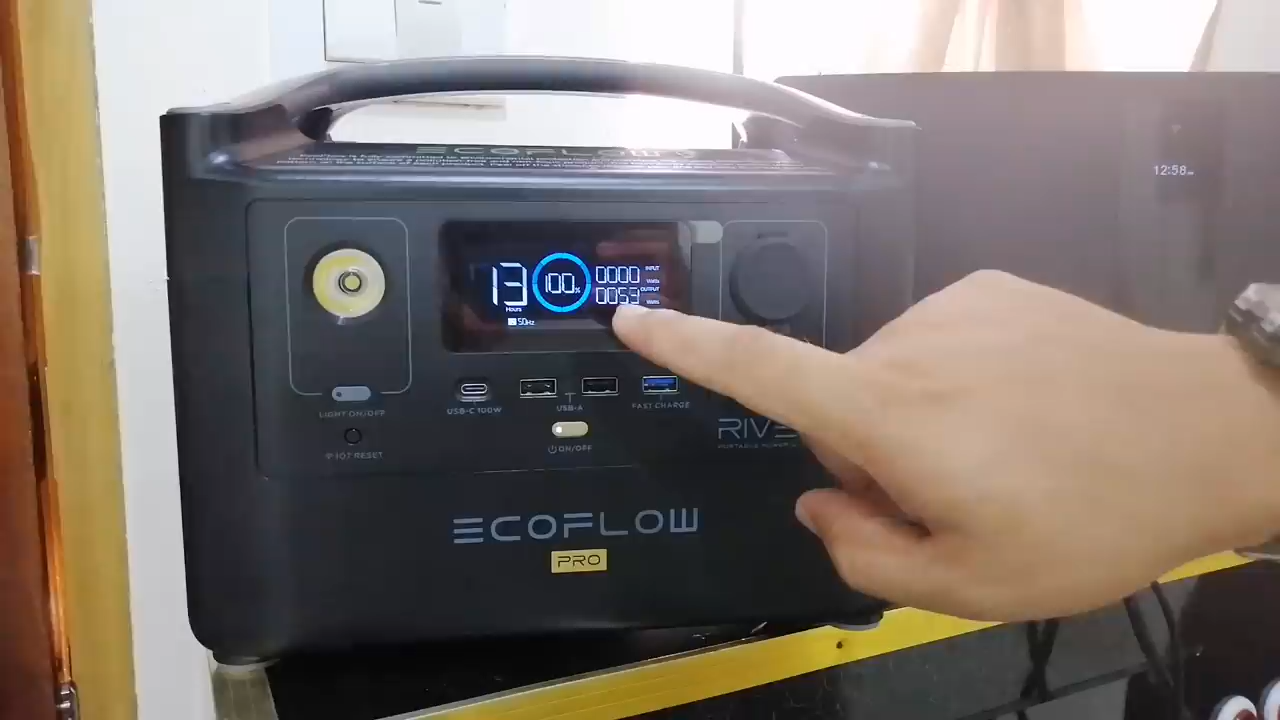 ECOFLOW
12:58
13
Hours
100%
0000
INPUT
Watts
0053
OUTPUT
Watts
50Hz
LIGHT ON/OFF
IOT RESET
USB-C 100W
USB-A
FAST CHARGE
ON/OFF
RIVE
ECOFLOW
PRO